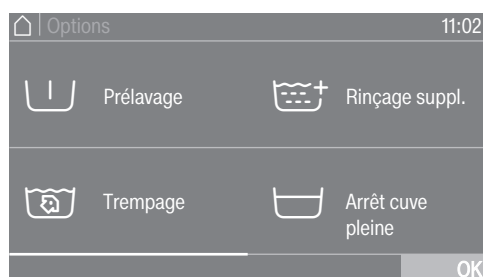 Options
11:02
Prélavage
Rinçage suppl.
Trempage
Arrêt cuve
pleine
OK